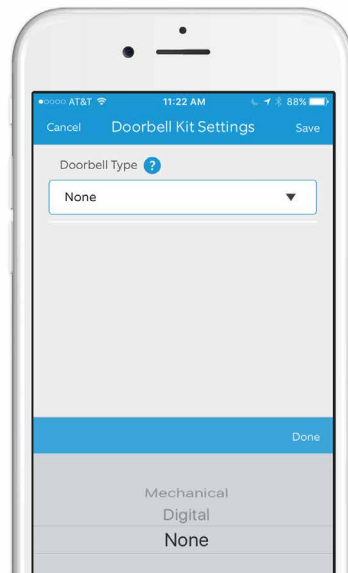 AT&T 11:22 AM 88%
Cancel Doorbell Kit Settings Save
Doorbell Type ?
None
Done
Mechanical
Digital
None